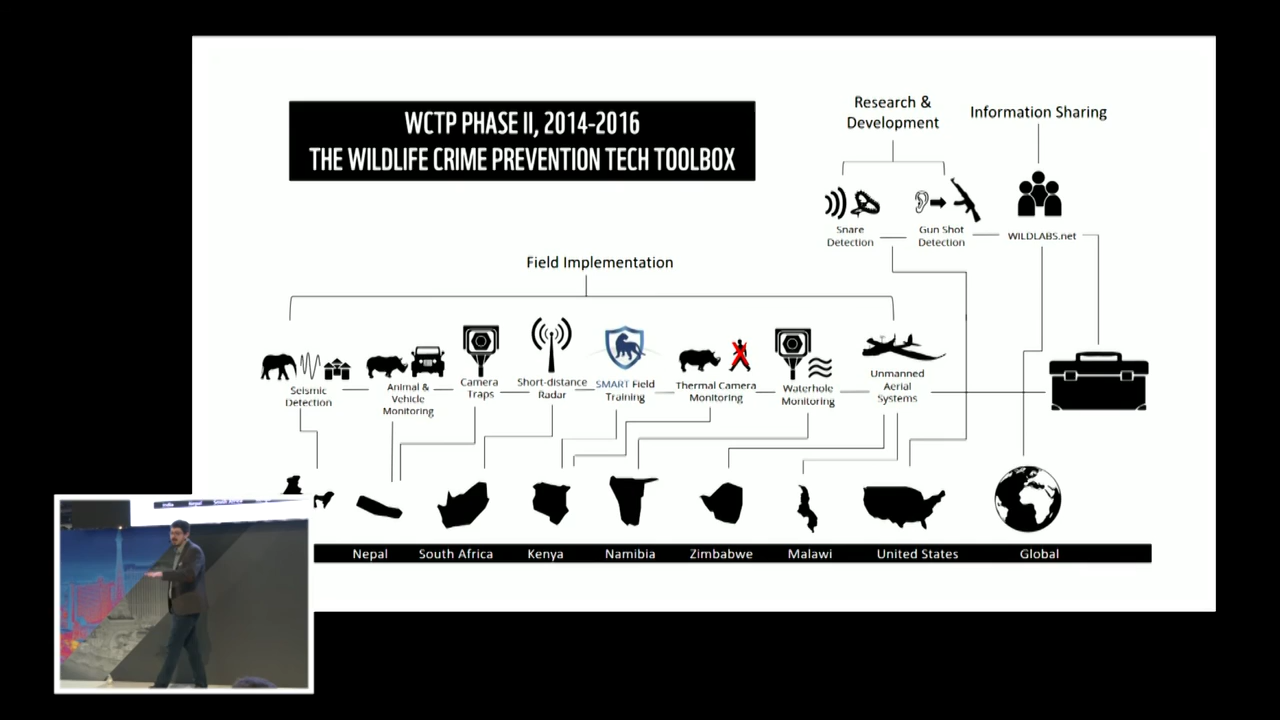 WCTP PHASE II, 2014-2016
THE WILDLIFE CRIME PREVENTION TECH TOOLBOX
Research &
Development
Information Sharing
Snare
Detection
Gun Shot
Detection
WILDLABS.net
Field Implementation
Seismic
Detection
Animal &
Vehicle
Monitoring
Camera
Traps
Short-distance
Radar
SMART Field
Training
Thermal Camera
Monitoring
Waterhole
Monitoring
Unmanned
Aerial
Systems
Nepal
South Africa
Kenya
Namibia
Zimbabwe
Malawi
United States
Global